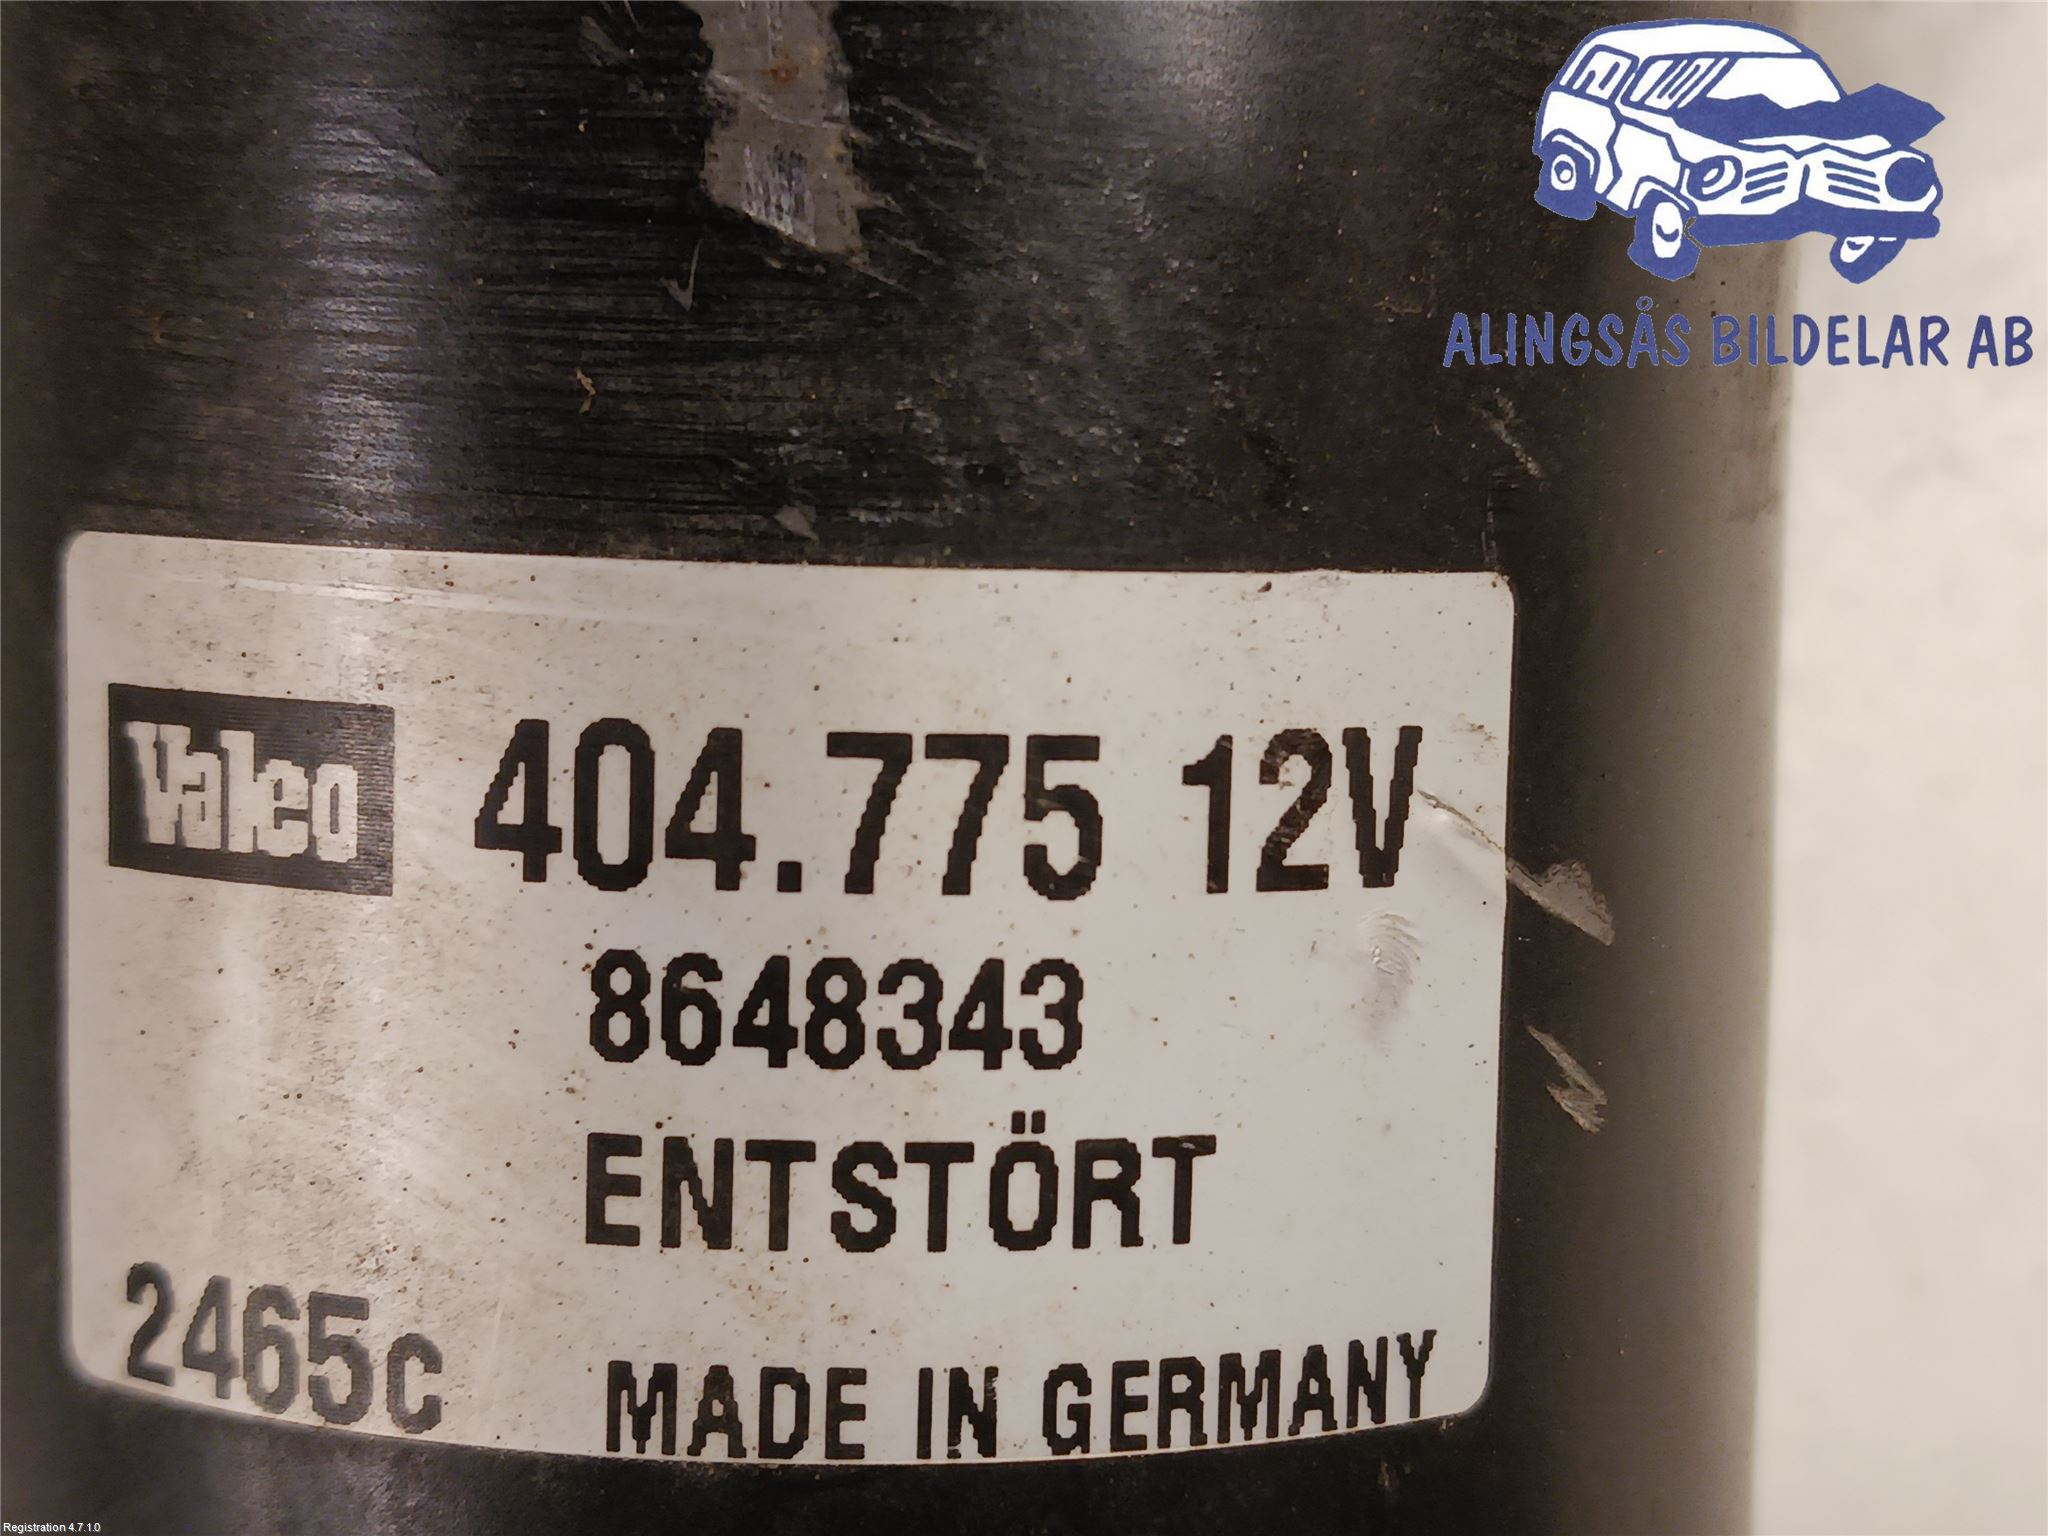 ALINGSÅS BILDELAR AB
Valeo 404.775 12V
8648343
ENTSTÖRT
2465C
MADE IN GERMANY
Registration 4.7.1.0